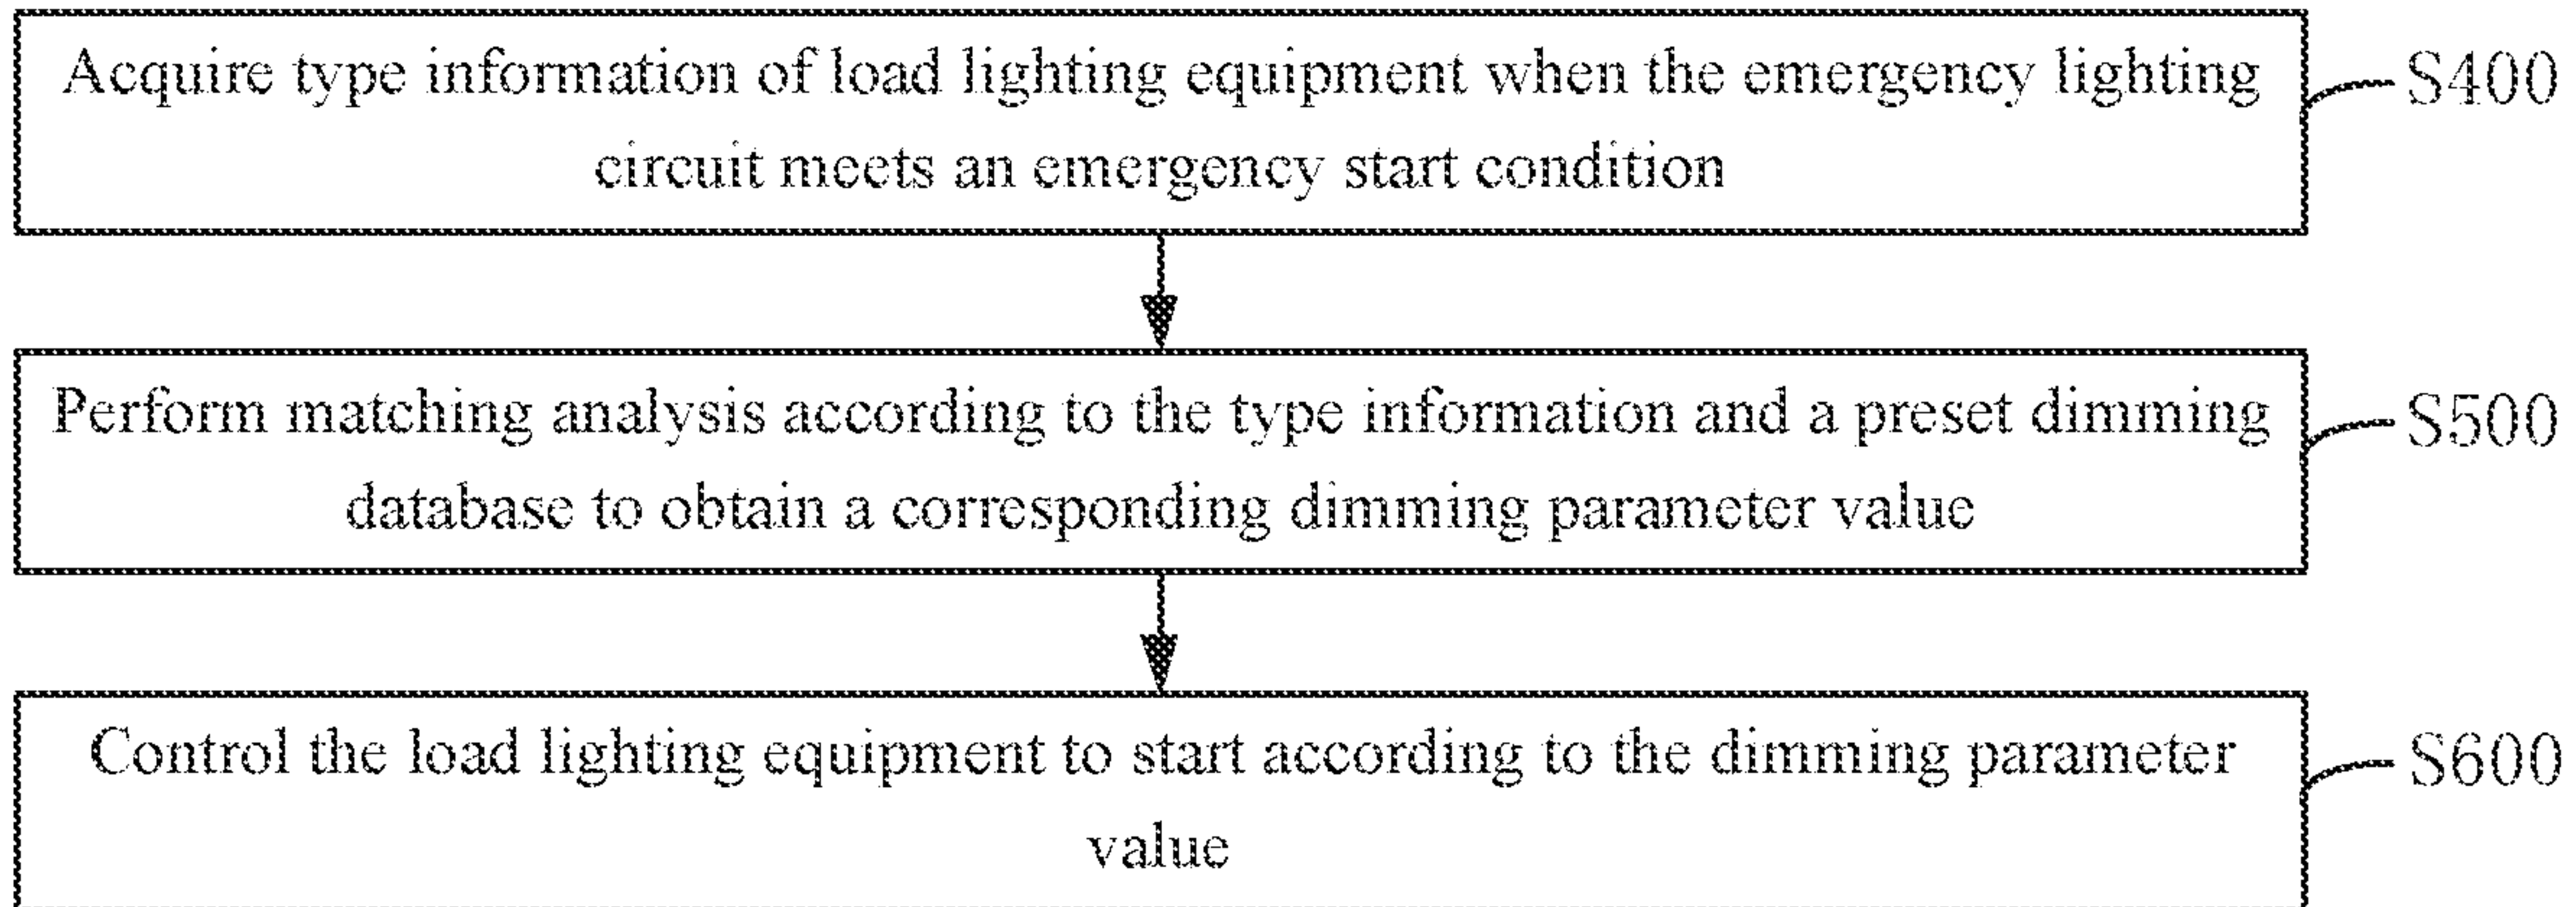 Acquire type information of load lighting equipment when the emergency lighting
circuit meets an emergency start condition
S400
Perform matching analysis according to the type information and a preset dimming
database to obtain a corresponding dimming parameter value
S500
Control the load lighting equipment to start according to the dimming parameter
value
S600